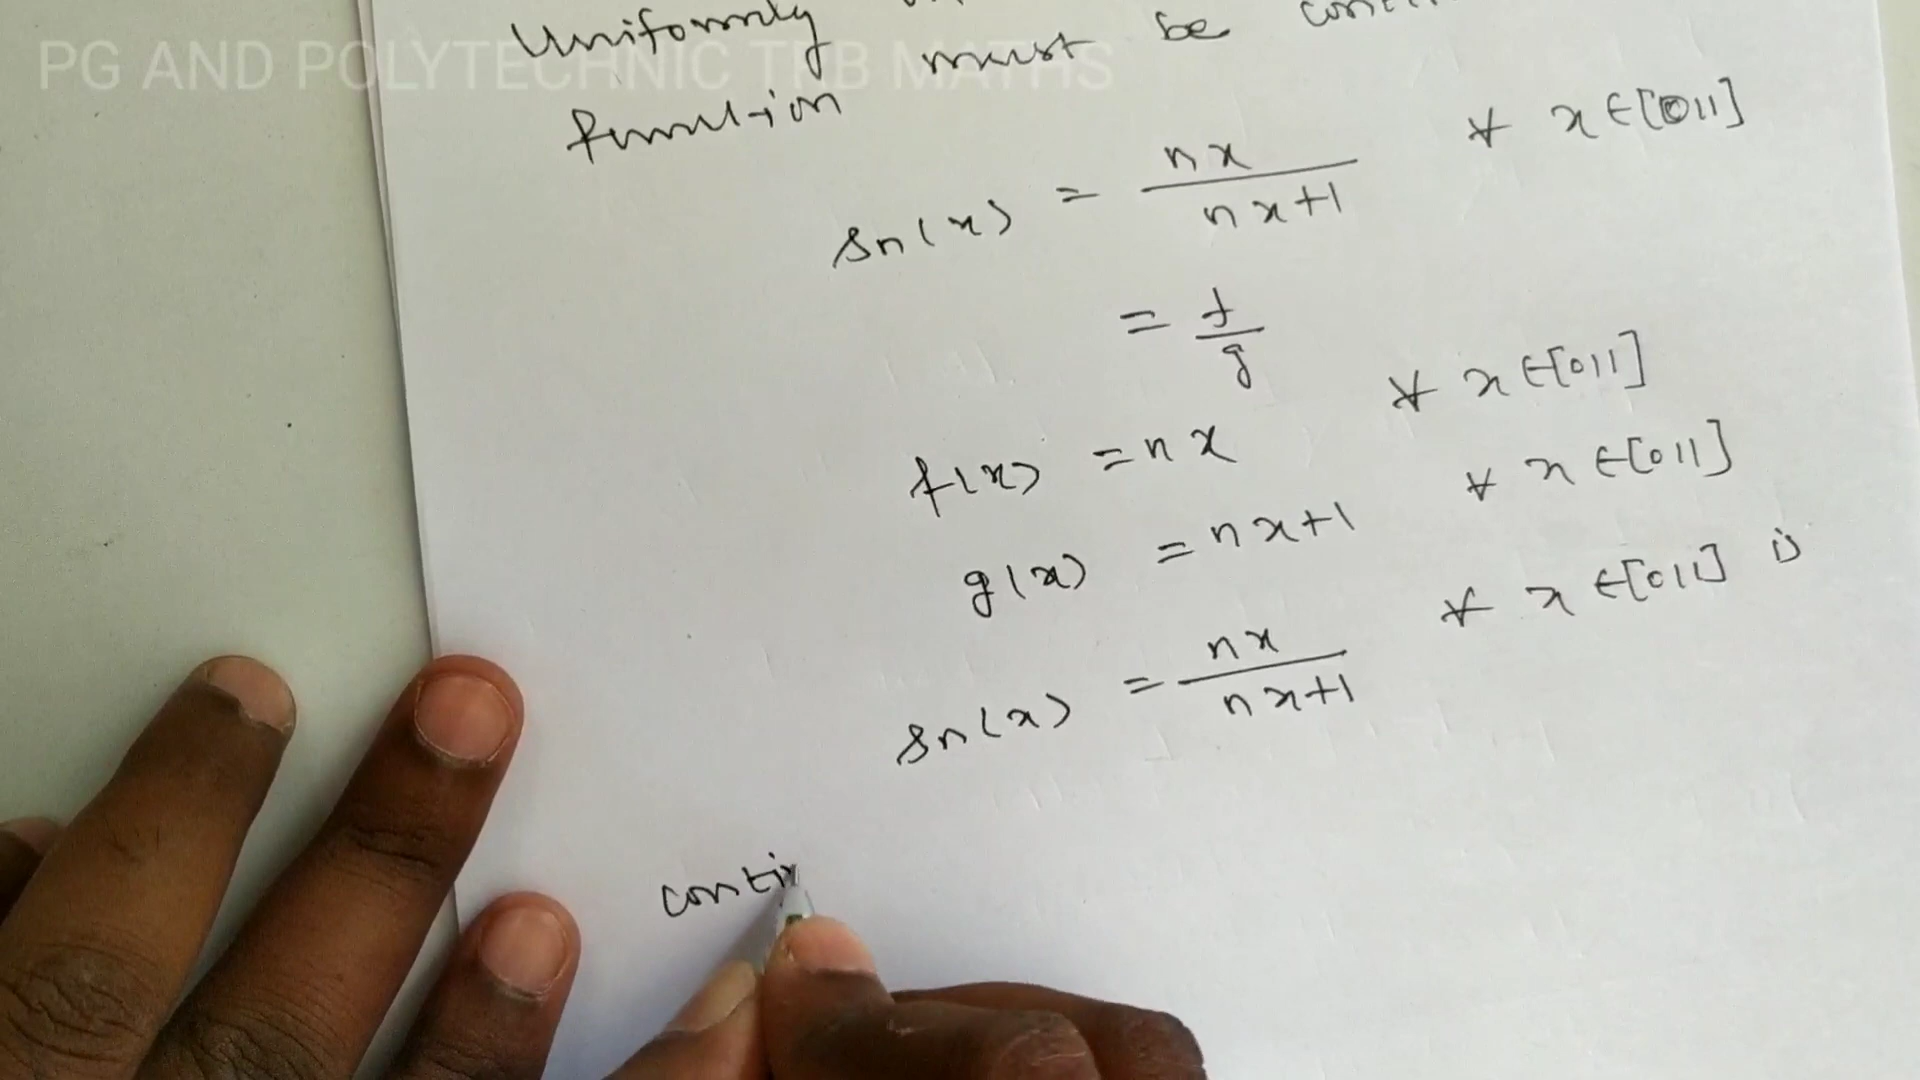 Uniformly
PG AND POLYTECHNIC TRB MATHS
must be
function
Sn(x) = nx / nx+1 ∀ x ∈ [0,1]
= f / g
f(x) = nx ∀ x ∈ [0,1]
g(x) = nx+1 ∀ x ∈ [0,1]
Sn(x) = nx / nx+1 ∀ x ∈ [0,1] is